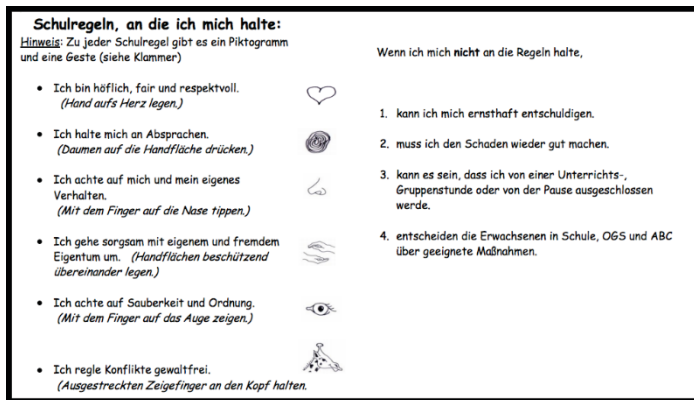 Schulregeln, an die ich mich halte:
Hinweis: Zu jeder Schulregel gibt es ein Piktogramm
und eine Geste (siehe Klammer)
• Ich bin höflich, fair und respektvoll.
(Hand aufs Herz legen.)
• Ich halte mich an Absprachen.
(Daumen auf die Handfläche drücken.)
• Ich achte auf mich und mein eigenes
Verhalten.
(Mit dem Finger auf die Nase tippen.)
• Ich gehe sorgsam mit eigenem und fremdem
Eigentum um. (Handflächen beschützend
übereinander legen.)
• Ich achte auf Sauberkeit und Ordnung.
(Mit dem Finger auf das Auge zeigen.)
• Ich regle Konflikte gewaltfrei.
(Ausgestreckten Zeigefinger an den Kopf halten.
Wenn ich mich nicht an die Regeln halte,
1. kann ich mich ernsthaft entschuldigen.
2. muss ich den Schaden wieder gut machen.
3. kann es sein, dass ich von einer Unterrichts-,
Gruppenstunde oder von der Pause ausgeschlossen
werde.
4. entscheiden die Erwachsenen in Schule, OGS und ABC
über geeignete Maßnahmen.